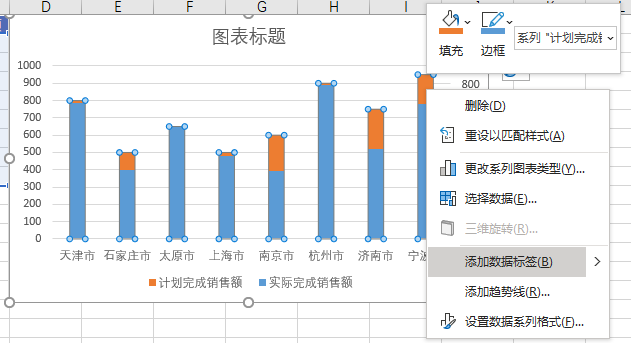 D E F G H I
填充 边框 系列 "计划完成销
图表标题
1000
900
800
700
600
500
400
300
200
100
0
800
天津市 石家庄市 太原市 上海市 南京市 杭州市 济南市 宁波
计划完成销售额 实际完成销售额
删除(D)
重设以匹配样式(A)
更改系列图表类型(Y)...
选择数据(E)...
三维旋转(R)...
添加数据标签(B)
添加趋势线(R)...
设置数据系列格式(F)...